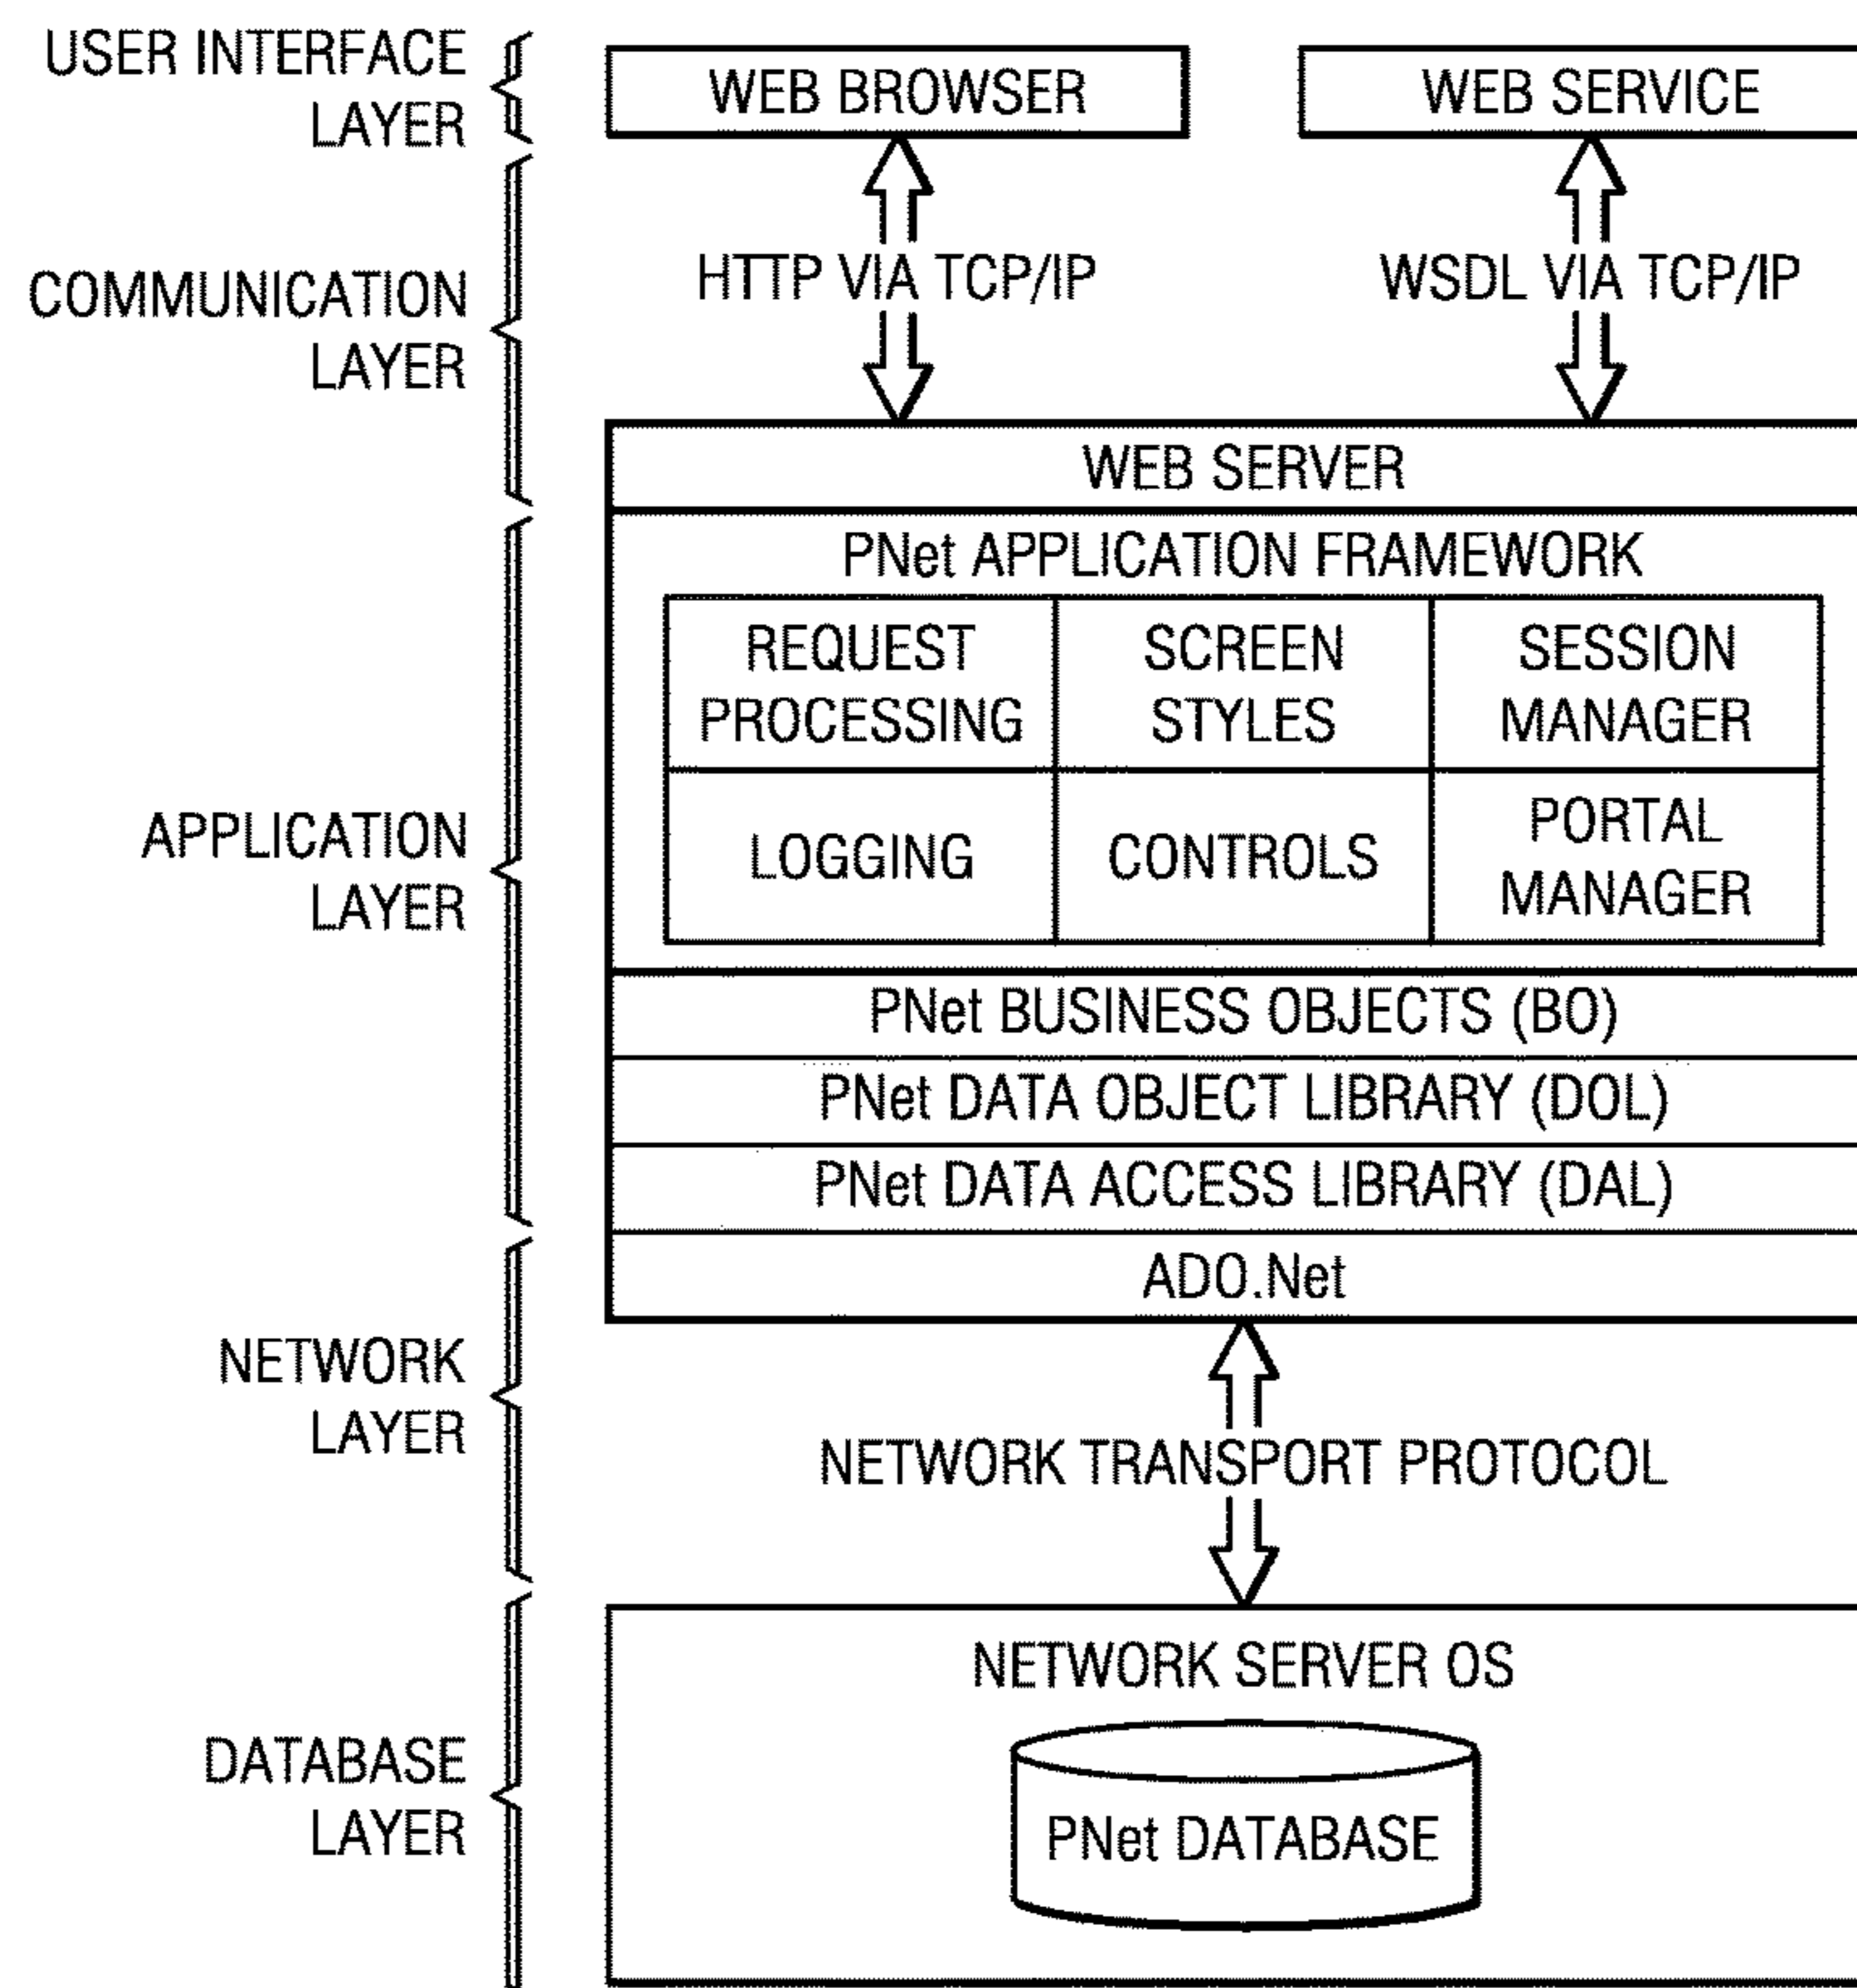 USER INTERFACE
LAYER
WEB BROWSER
WEB SERVICE
COMMUNICATION
LAYER
HTTP VIA TCP/IP
WSDL VIA TCP/IP
WEB SERVER
APPLICATION
LAYER
PNet APPLICATION FRAMEWORK
REQUEST
PROCESSING
SCREEN
STYLES
SESSION
MANAGER
LOGGING
CONTROLS
PORTAL
MANAGER
PNet BUSINESS OBJECTS (BO)
PNet DATA OBJECT LIBRARY (DOL)
PNet DATA ACCESS LIBRARY (DAL)
ADO.Net
NETWORK
LAYER
NETWORK TRANSPORT PROTOCOL
DATABASE
LAYER
NETWORK SERVER OS
PNet DATABASE